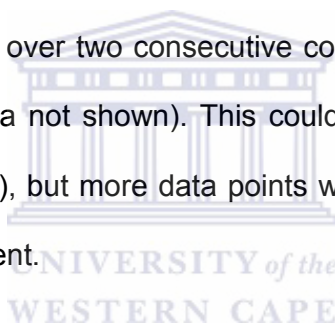 over two consecutive co
a not shown). This could
), but more data points w
ent.
UNIVERSITY of the
WESTERN CAPE